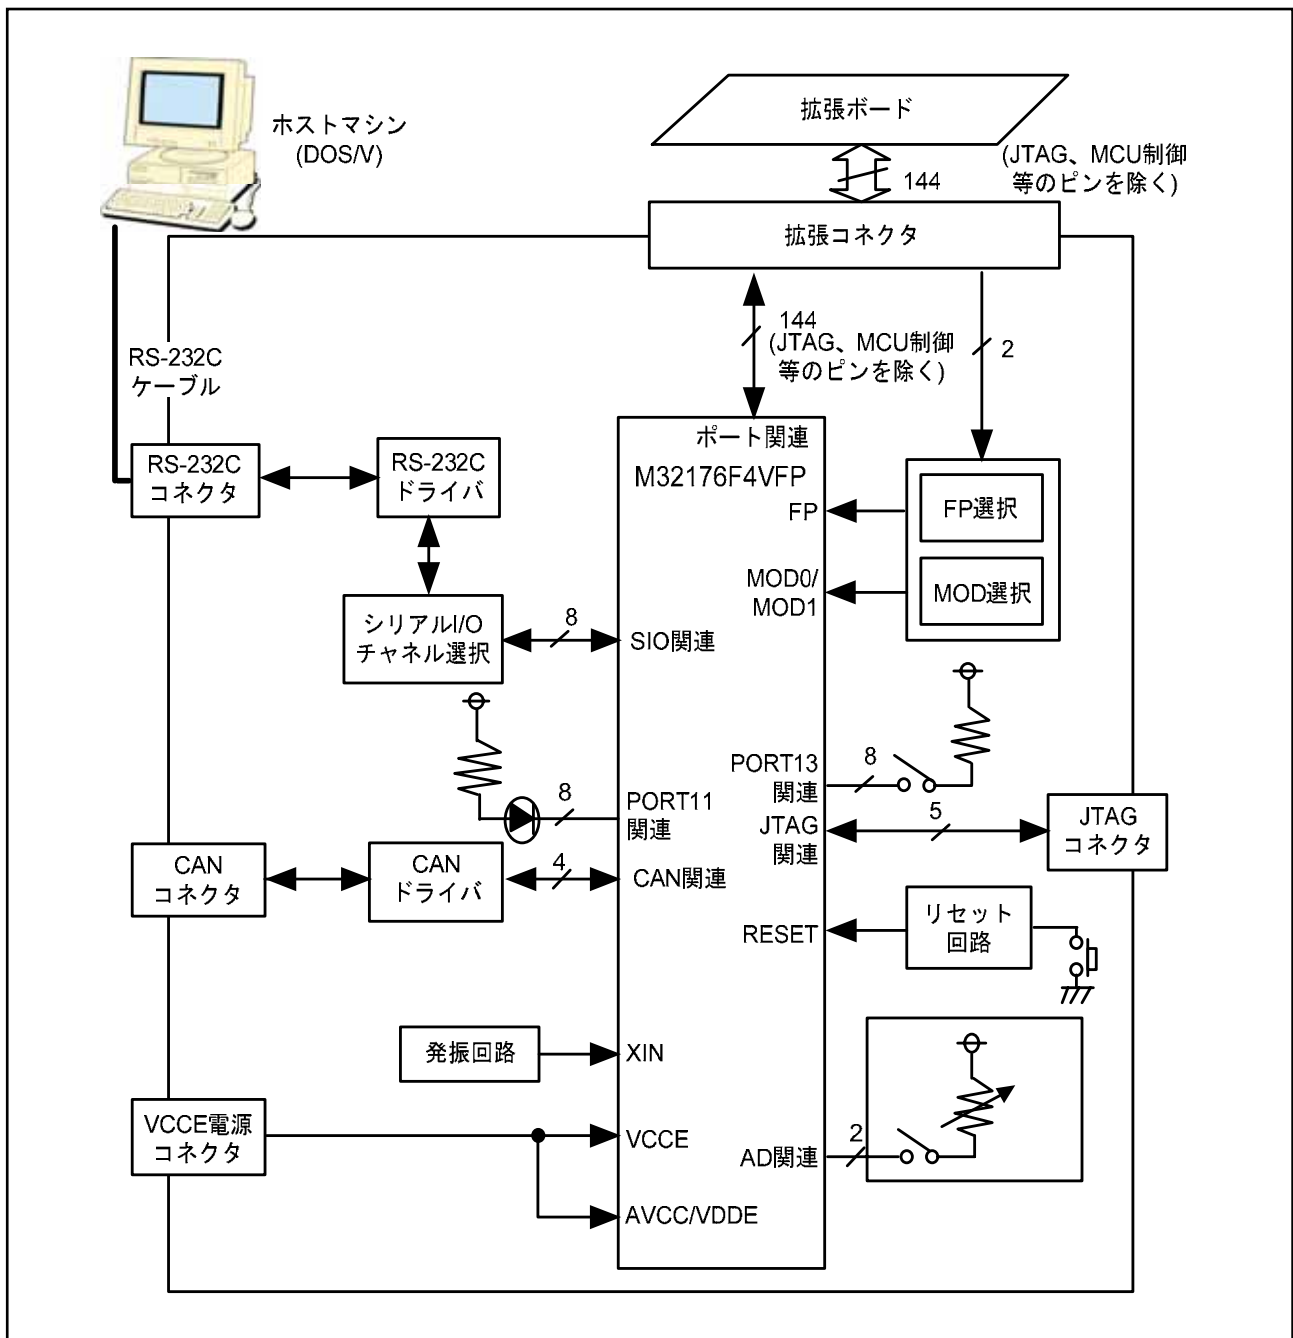 ホストマシン
(DOS/V)
拡張ボード
144
(JTAG、MCU制御
等のピンを除く)
拡張コネクタ
144
(JTAG、MCU制御
等のピンを除く)
2
RS-232C
ケーブル
RS-232C
コネクタ
RS-232C
ドライバ
シリアルI/O
チャネル選択
8
ポート関連
M32176F4VFP
FP
MOD0/
MOD1
SIO関連
FP選択
MOD選択
8
PORT11
関連
PORT13
関連
8
JTAG
関連
5
JTAG
コネクタ
CAN
コネクタ
CAN
ドライバ
4
CAN関連
RESET
リセット
回路
発振回路
XIN
VCCE電源
コネクタ
VCCE
AD関連
2
AVCC/VDDE